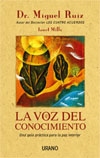 Dr. Miguel Ruiz
Autor del Bestseller LOS CUATRO ACUERDOS
Janet Mills
LA VOZ DEL
CONOCIMIENTO
Una guía práctica para la paz interior
URANO